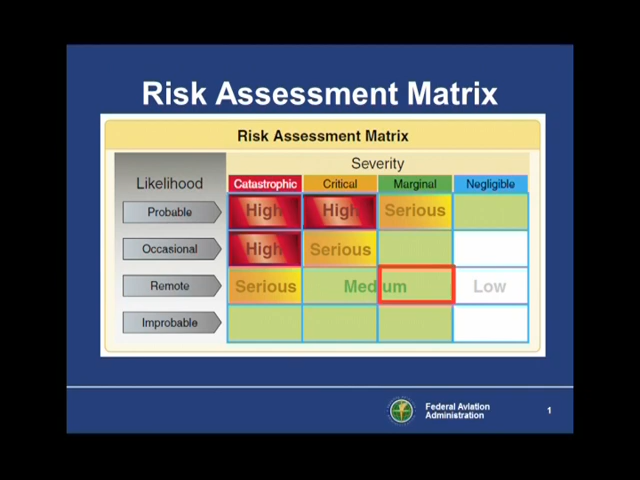 Risk Assessment Matrix
Risk Assessment Matrix
Severity
Likelihood Catastrophic Critical Marginal Negligible
Probable High High Serious
Occasional High Serious
Remote Serious Medium Low
Improbable
Federal Aviation
Administration
1